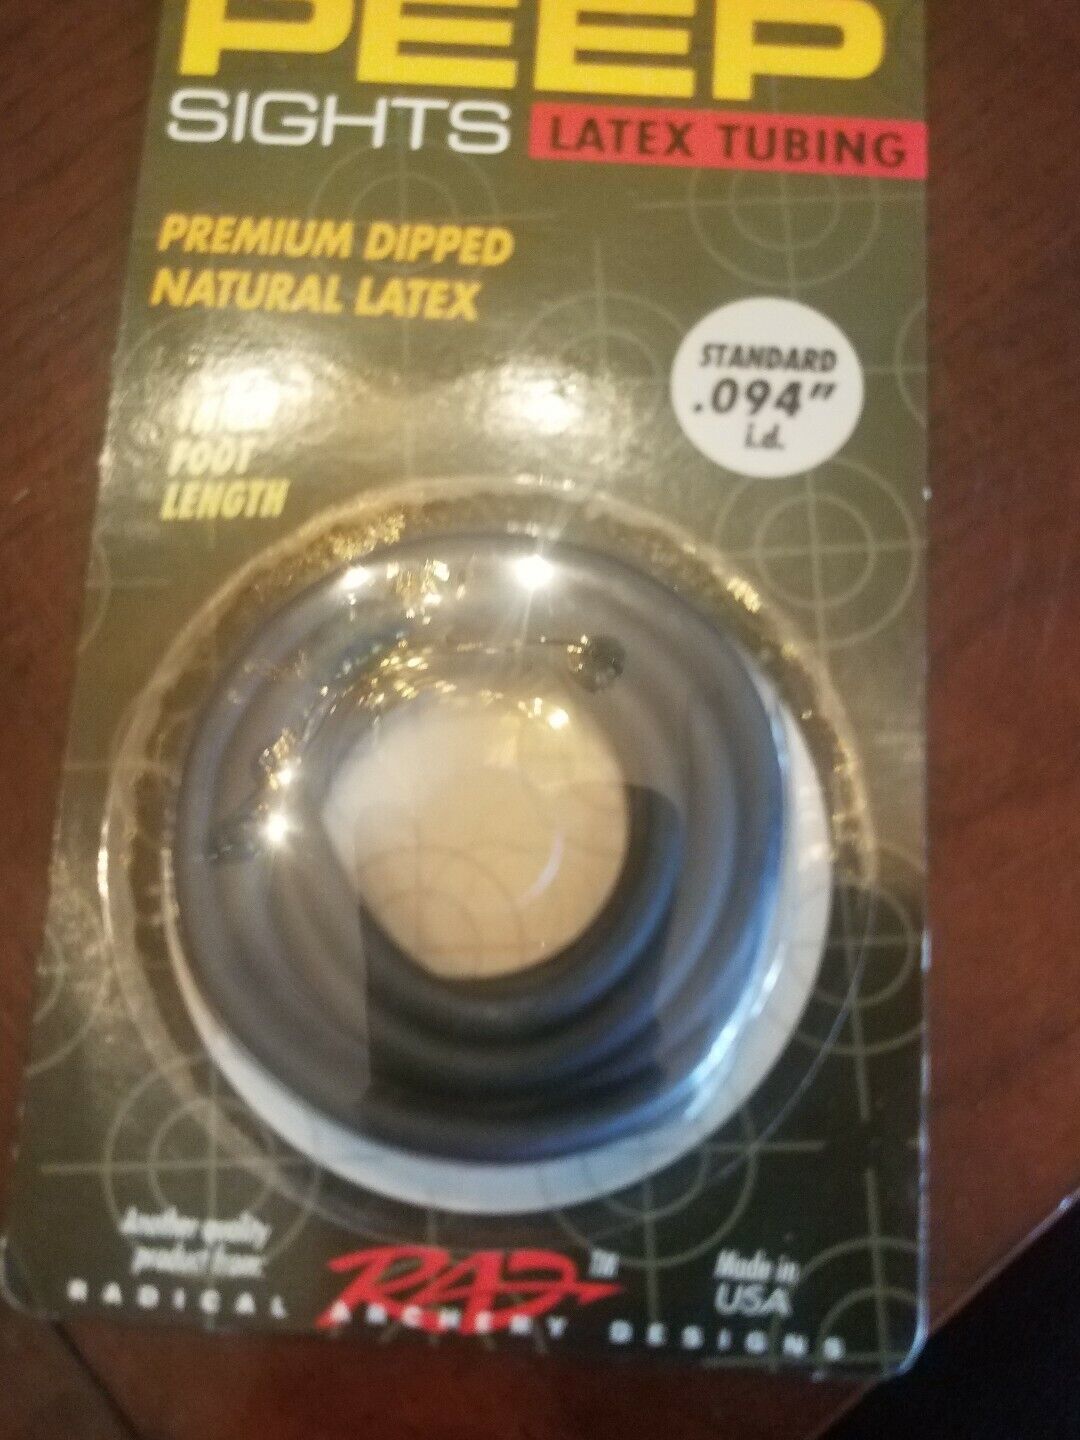 PEEP
SIGHTS
LATEX TUBING
PREMIUM DIPPED
NATURAL LATEX
STANDARD
.094"
i.d.
FOOT
LENGTH
Another quality
product from:
RAD
TM
Made in
USA
RADICAL ARCHERY DESIGNS